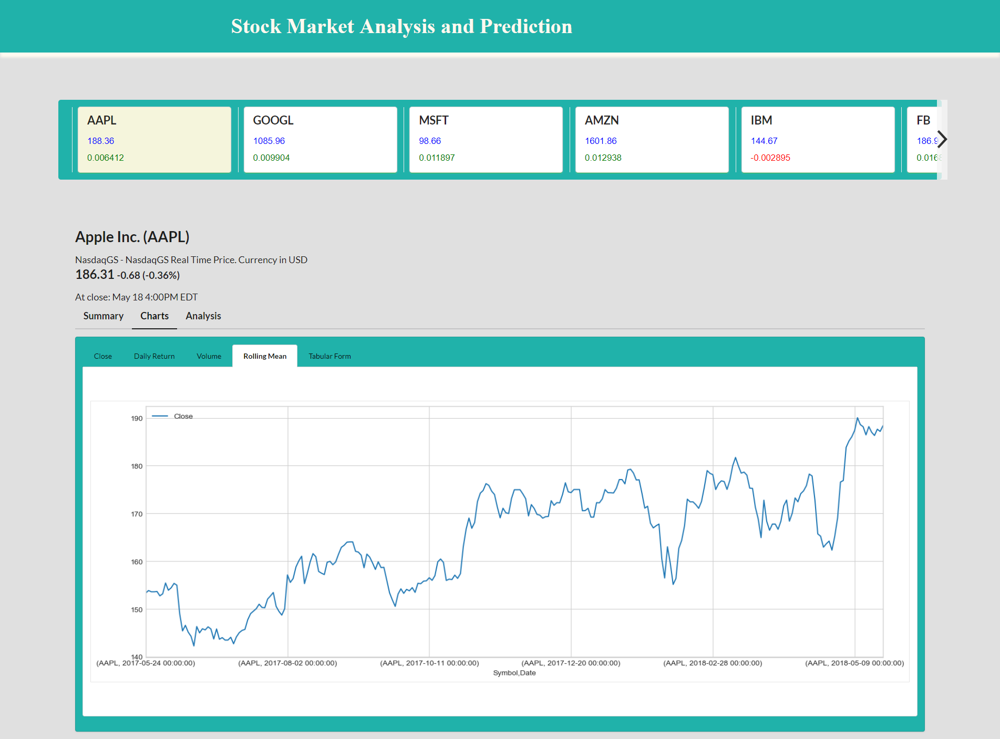 Stock Market Analysis and Prediction
AAPL
188.36
0.006412
GOOGL
1085.96
0.009904
MSFT
98.66
0.011897
AMZN
1601.86
0.012938
IBM
144.67
-0.002895
FB
186.9
0.016
Apple Inc. (AAPL)
NasdaqGS - NasdaqGS Real Time Price. Currency in USD
186.31 -0.68 (-0.36%)
At close: May 18 4:00PM EDT
Summary Charts Analysis
Close Daily Return Volume Rolling Mean Tabular Form
Close
190
180
170
160
150
140
(AAPL, 2017-05-24 00:00:00) (AAPL, 2017-08-02 00:00:00) (AAPL, 2017-10-11 00:00:00) (AAPL, 2017-12-20 00:00:00) (AAPL, 2018-02-28 00:00:00) (AAPL, 2018-05-09 00:00:00)
Symbol,Date